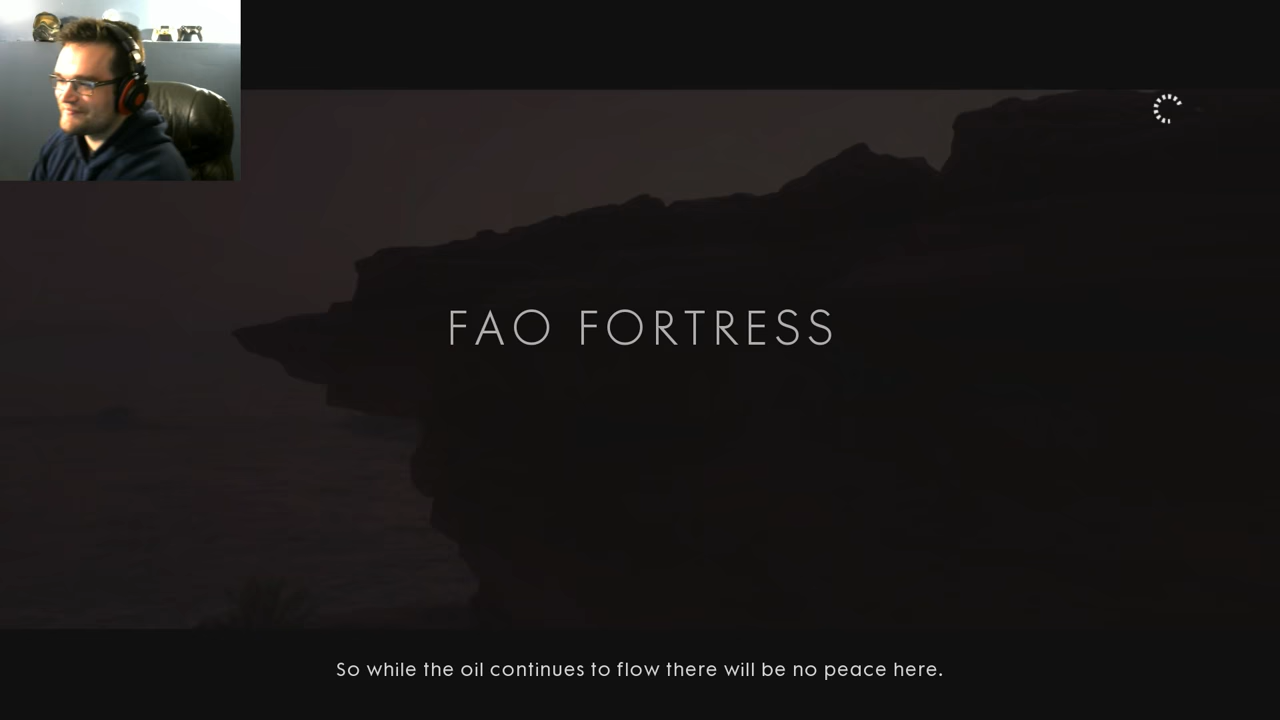 FAO FORTRESS
So while the oil continues to flow there will be no peace here.